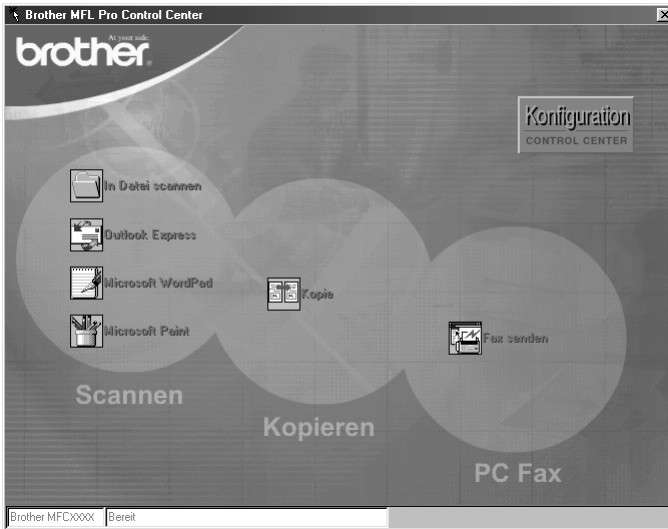 Brother MFL Pro Control Center
At your side.
brother®
Konfiguration
CONTROL CENTER
In Datei scannen
Outlook Express
Microsoft WordPad
Microsoft Paint
Kopie
Fax senden
Scannen
Kopieren
PC Fax
Brother MFCXXXX
Bereit